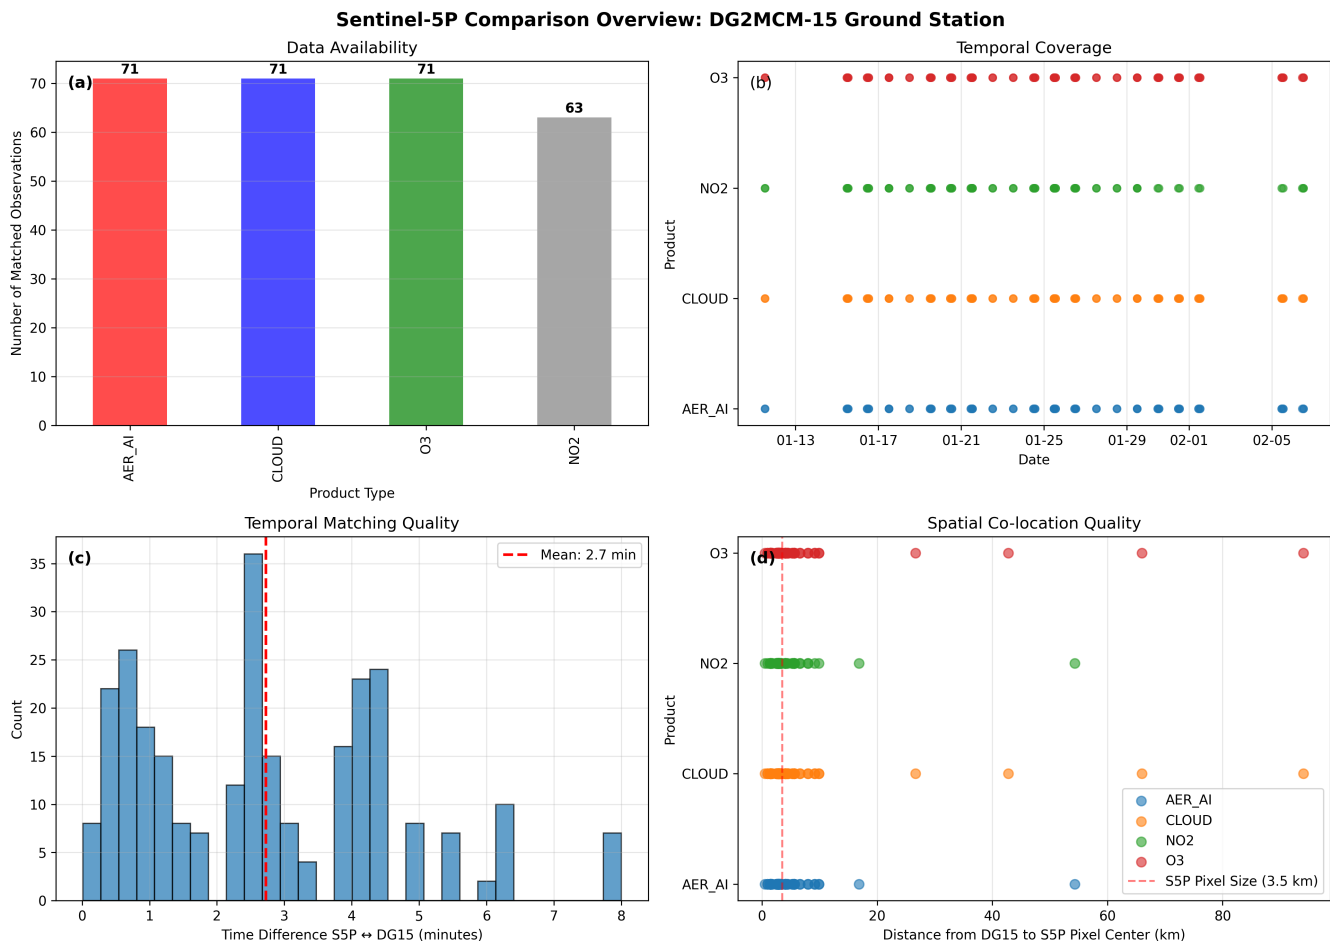 Sentinel-5P Comparison Overview: DG2MCM-15 Ground Station
Data Availability
(a)
71
71
71
63
70
60
50
40
30
20
10
0
Number of Matched Observations
AER_AI
CLOUD
O3
NO2
Product Type
Temporal Coverage
(b)
O3
NO2
CLOUD
AER_AI
Product
01-13
01-17
01-21
01-25
01-29
02-01
02-05
Date
Temporal Matching Quality
(c)
Mean: 2.7 min
35
30
25
20
15
10
5
0
Count
0
1
2
3
4
5
6
7
8
Time Difference S5P ↔ DG15 (minutes)
Spatial Co-location Quality
(d)
O3
NO2
CLOUD
AER_AI
Product
AER_AI
CLOUD
NO2
O3
S5P Pixel Size (3.5 km)
0
20
40
60
80
Distance from DG15 to S5P Pixel Center (km)